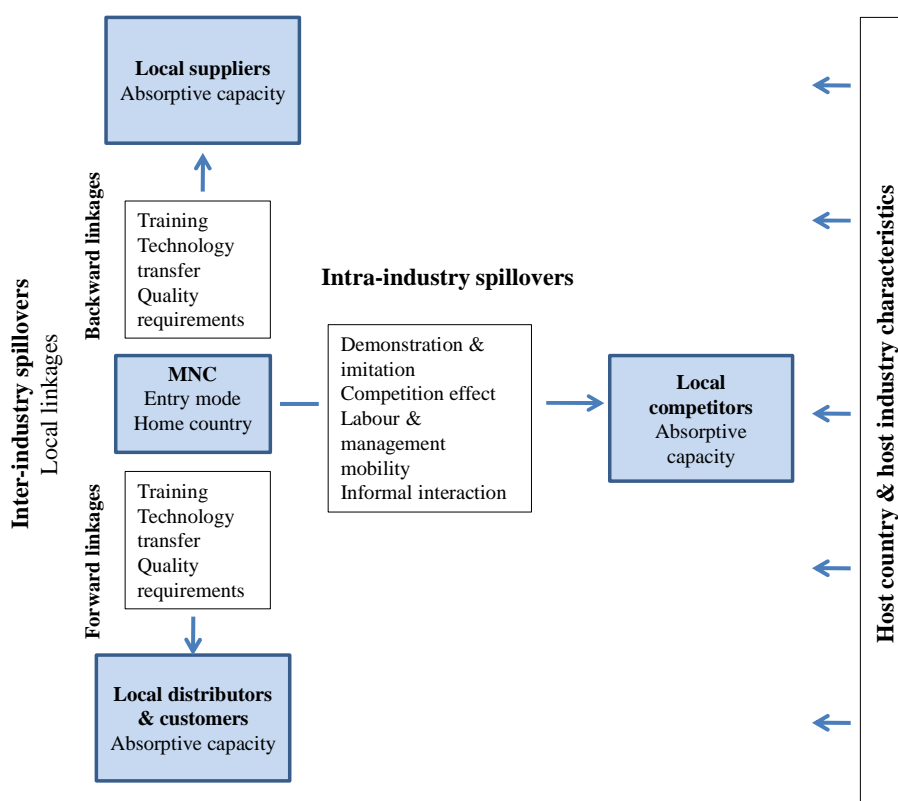 Local suppliers
Absorptive capacity
Backward linkages
Training
Technology
transfer
Quality
requirements
Intra-industry spillovers
Inter-industry spillovers
Local linkages
MNC
Entry mode
Home country
Demonstration &
imitation
Competition effect
Labour &
management
mobility
Informal interaction
Local
competitors
Absorptive
capacity
Host country & host industry characteristics
Forward linkages
Training
Technology
transfer
Quality
requirements
Local distributors
& customers
Absorptive capacity